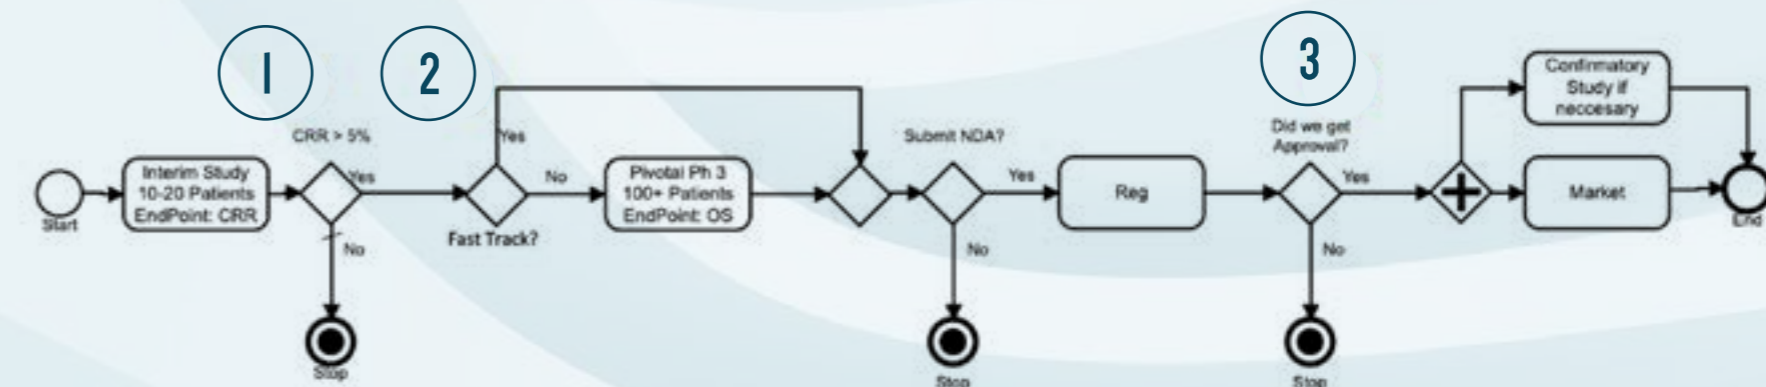 1
2
3
CRR > 5%
Yes
Submit NDA?
Did we get
Approval?
Confirmatory
Study if
neccesary
Start
Interim Study
10-20 Patients
EndPoint: CRR
Yes
No
Stop
Fast Track?
No
Pivotal Ph 3
100+ Patients
EndPoint: OS
Yes
No
Stop
Reg
Yes
No
Stop
Market
End